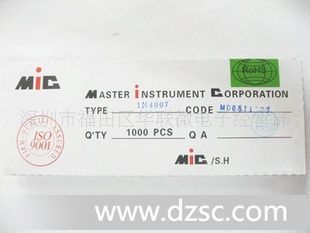 MIC
RoHS
MASTER INSTRUMENT CORPORATION
TYPE 1N4007 CODE
深圳市福田区华联微电子经营部
ISO 9001
Q'TY 1000 PCS Q A
MIC /S.H
www.dzsc.com